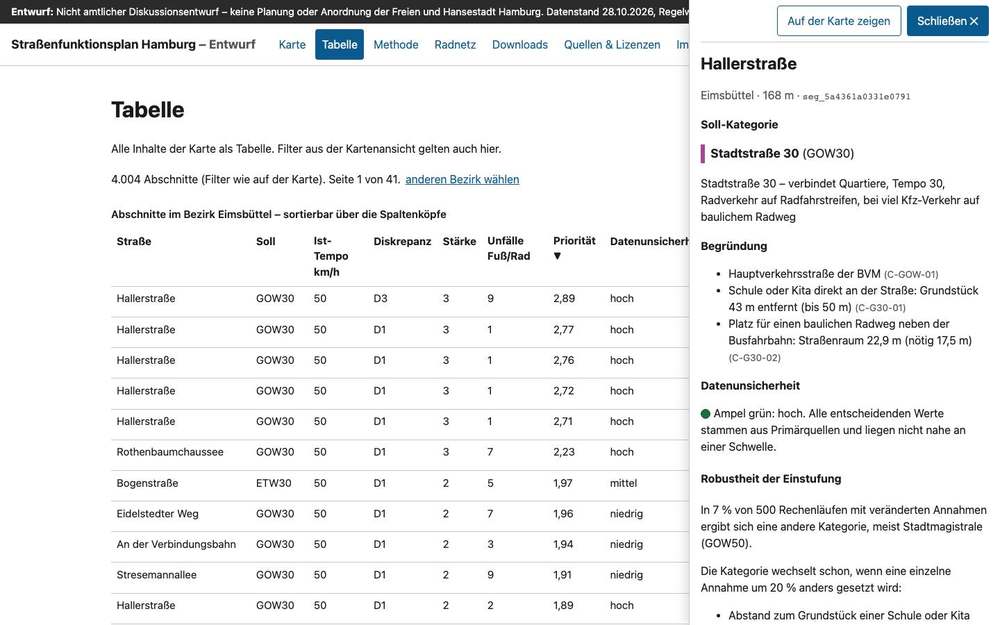 Entwurf: Nicht amtlicher Diskussionsentwurf – keine Planung oder Anordnung der Freien und Hansestadt Hamburg. Datenstand 28.10.2026,
Straßenfunktionsplan Hamburg – Entwurf
Karte Tabelle Methode Radnetz Downloads Quellen & Lizenzen
Tabelle
Alle Inhalte der Karte als Tabelle. Filter aus der Kartenansicht gelten auch hier.
4.004 Abschnitte (Filter wie auf der Karte). Seite 1 von 41. anderen Bezirk wählen
Abschnitte im Bezirk Eimsbüttel – sortierbar über die Spaltenköpfe
Straße Soll Ist-Tempo km/h Diskrepanz Stärke Unfälle Fuß/Rad Priorität ▼
Hallerstraße GOW30 50 D3 3 9 2,89 hoch
Hallerstraße GOW30 50 D1 3 1 2,77 hoch
Hallerstraße GOW30 50 D1 3 1 2,76 hoch
Hallerstraße GOW30 50 D1 3 1 2,72 hoch
Hallerstraße GOW30 50 D1 3 1 2,71 hoch
Rothenbaumchaussee GOW30 50 D1 3 7 2,23 hoch
Bogenstraße ETW30 50 D1 2 5 1,97 mittel
Eidelstedter Weg GOW30 50 D1 2 7 1,96 niedrig
An der Verbindungsbahn GOW30 50 D1 2 3 1,94 niedrig
Stresemannallee GOW30 50 D1 2 9 1,91 niedrig
Hallerstraße GOW30 50 D1 2 2 1,89 hoch
Auf der Karte zeigen
Schließen ✕
Hallerstraße
Eimsbüttel · 168 m · seg_5a4361a0331e0791
Soll-Kategorie
Stadtstraße 30 (GOW30)
Stadtstraße 30 – verbindet Quartiere, Tempo 30,
Radverkehr auf Radfahrstreifen, bei viel Kfz-Verkehr auf
baulichem Radweg
Begründung
• Hauptverkehrsstraße der BVM (C-GOW-01)
• Schule oder Kita direkt an der Straße: Grundstück
43 m entfernt (bis 50 m) (C-G30-01)
• Platz für einen baulichen Radweg neben der
Busfahrbahn: Straßenraum 22,9 m (nötig 17,5 m)
(C-G30-02)
Datenunsicherheit
Ampel grün: hoch. Alle entscheidenden Werte
stammen aus Primärquellen und liegen nicht nahe an
einer Schwelle.
Robustheit der Einstufung
In 7 % von 500 Rechenläufen mit veränderten Annahmen
ergibt sich eine andere Kategorie, meist Stadtmagistrale
(GOW50).
Die Kategorie wechselt schon, wenn eine einzelne
Annahme um 20 % anders gesetzt wird:
• Abstand zum Grundstück einer Schule oder Kita